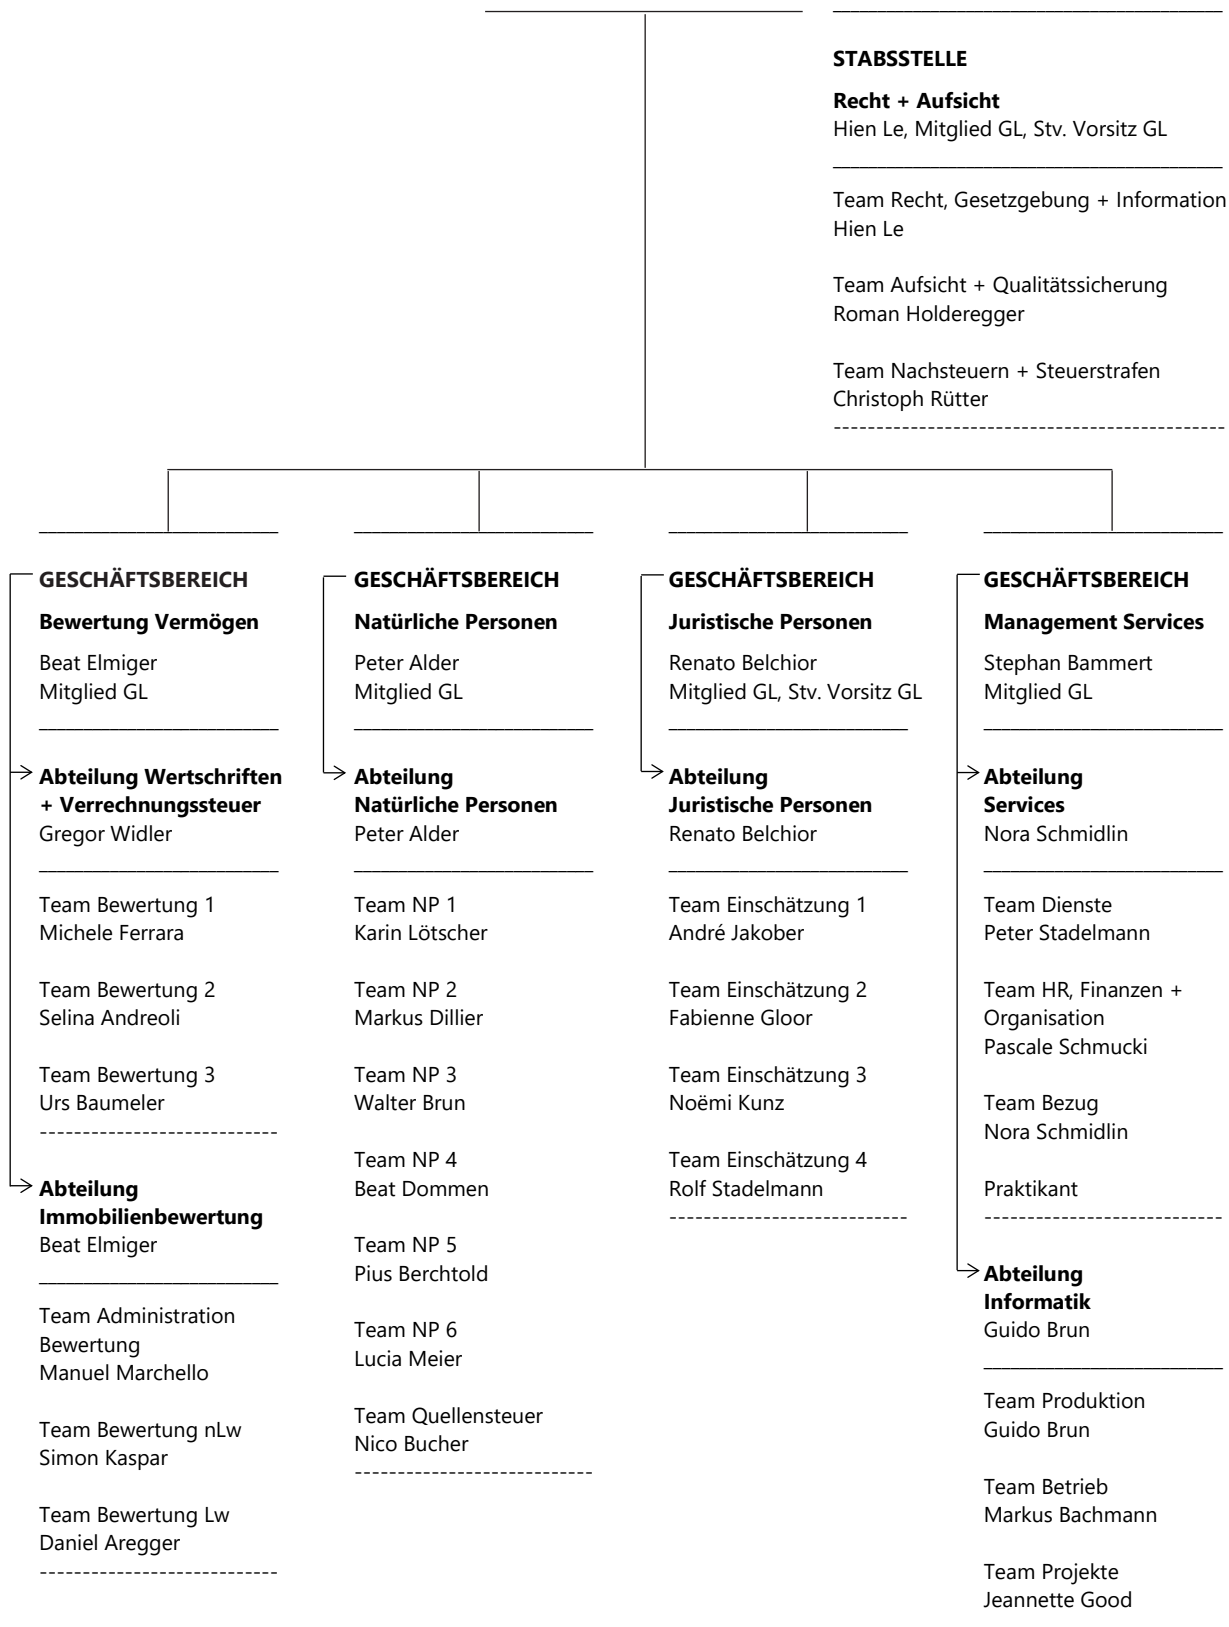 STABSSTELLE
Recht + Aufsicht
Hien Le, Mitglied GL, Stv. Vorsitz GL
Team Recht, Gesetzgebung + Information
Hien Le
Team Aufsicht + Qualitätssicherung
Roman Holderegger
Team Nachsteuern + Steuerstrafen
Christoph Rütter
GESCHÄFTSBEREICH
Bewertung Vermögen
Beat Elmiger
Mitglied GL
Abteilung Wertschriften
+ Verrechnungssteuer
Gregor Widler
Team Bewertung 1
Michele Ferrara
Team Bewertung 2
Selina Andreoli
Team Bewertung 3
Urs Baumeler
Abteilung
Immobilienbewertung
Beat Elmiger
Team Administration
Bewertung
Manuel Marchello
Team Bewertung nLw
Simon Kaspar
Team Bewertung Lw
Daniel Aregger
GESCHÄFTSBEREICH
Natürliche Personen
Peter Alder
Mitglied GL
Abteilung
Natürliche Personen
Peter Alder
Team NP 1
Karin Lötscher
Team NP 2
Markus Dillier
Team NP 3
Walter Brun
Team NP 4
Beat Dommen
Team NP 5
Pius Berchtold
Team NP 6
Lucia Meier
Team Quellensteuer
Nico Bucher
GESCHÄFTSBEREICH
Juristische Personen
Renato Belchior
Mitglied GL, Stv. Vorsitz GL
Abteilung
Juristische Personen
Renato Belchior
Team Einschätzung 1
André Jakober
Team Einschätzung 2
Fabienne Gloor
Team Einschätzung 3
Noëmi Kunz
Team Einschätzung 4
Rolf Stadelmann
GESCHÄFTSBEREICH
Management Services
Stephan Bammert
Mitglied GL
Abteilung
Services
Nora Schmidlin
Team Dienste
Peter Stadelmann
Team HR, Finanzen +
Organisation
Pascale Schmucki
Team Bezug
Nora Schmidlin
Praktikant
Abteilung
Informatik
Guido Brun
Team Produktion
Guido Brun
Team Betrieb
Markus Bachmann
Team Projekte
Jeannette Good